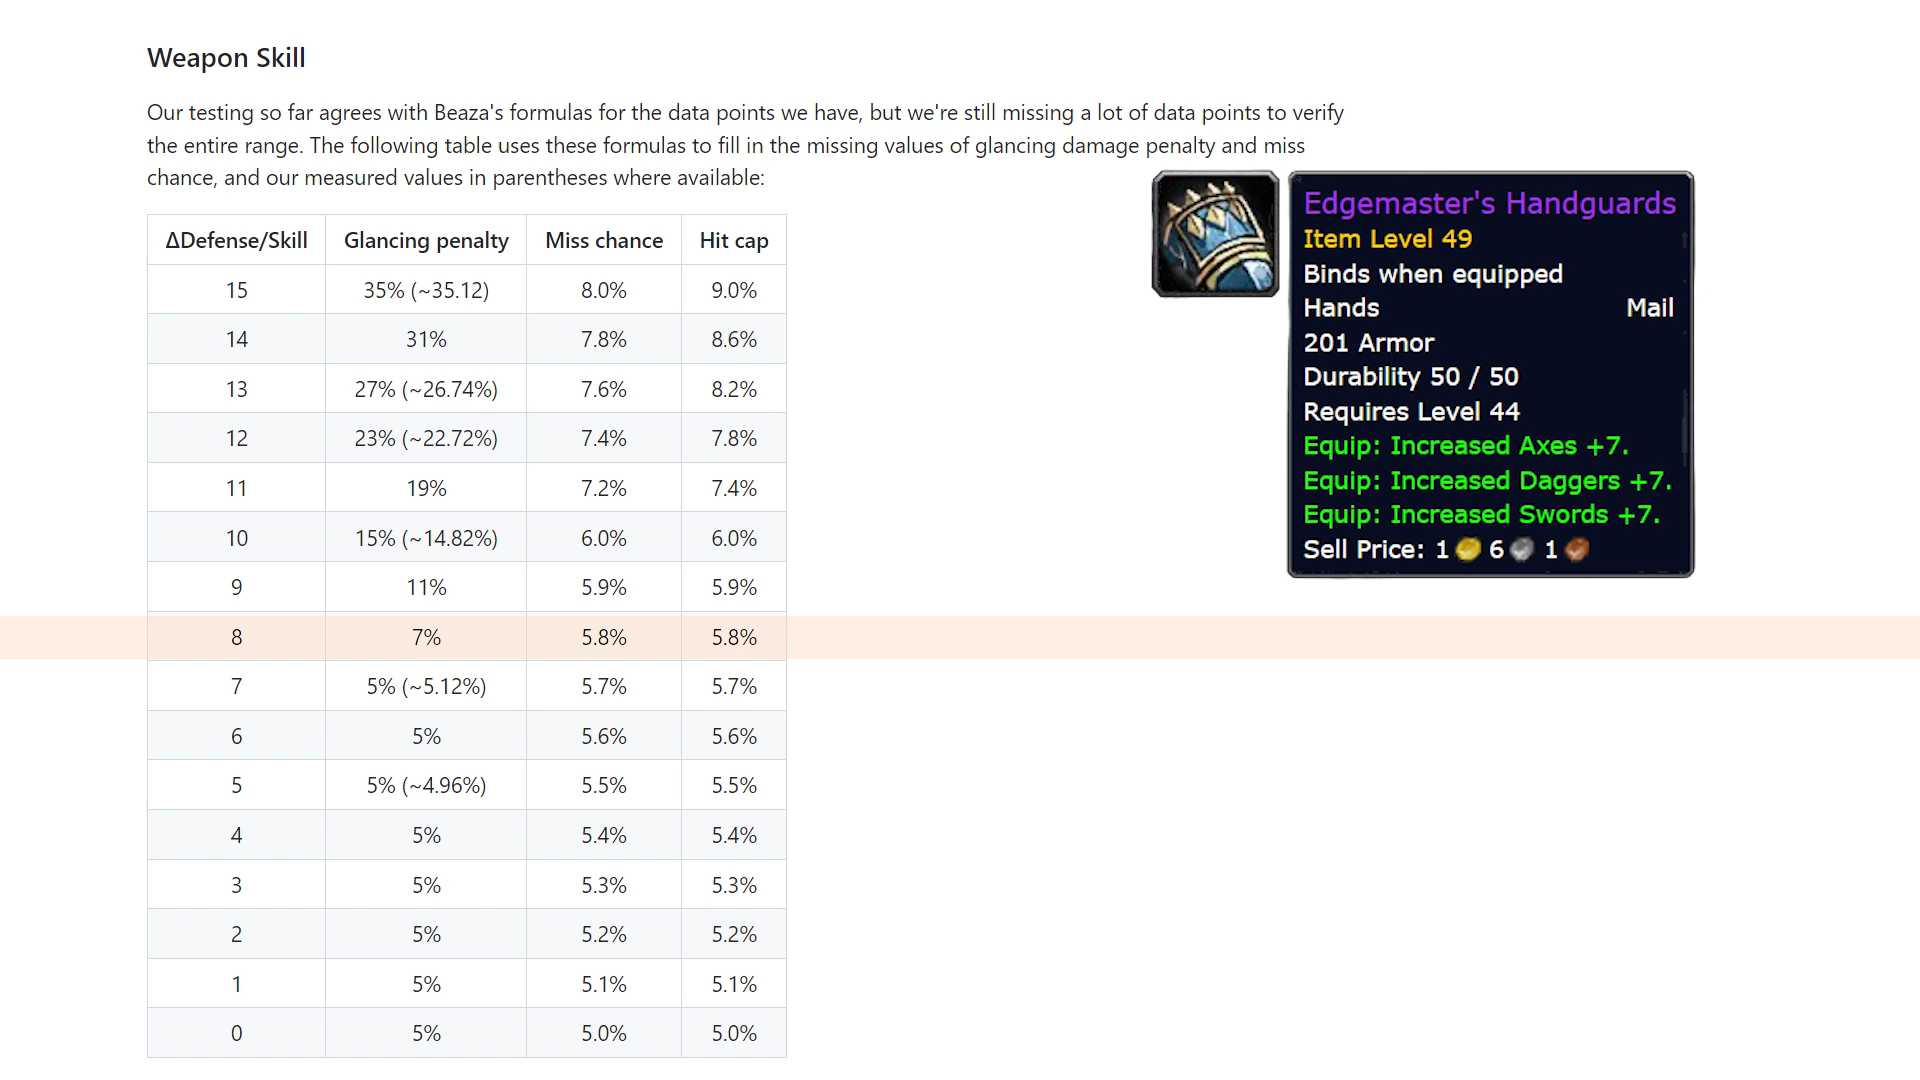 Weapon Skill
Our testing so far agrees with Beaza's formulas for the data points we have, but we're still missing a lot of data points to verify
the entire range. The following table uses these formulas to fill in the missing values of glancing damage penalty and miss
chance, and our measured values in parentheses where available:
ΔDefense/Skill Glancing penalty Miss chance Hit cap
15 35% (~35.12) 8.0% 9.0%
14 31% 7.8% 8.6%
13 27% (~26.74%) 7.6% 8.2%
12 23% (~22.72%) 7.4% 7.8%
11 19% 7.2% 7.4%
10 15% (~14.82%) 6.0% 6.0%
9 11% 5.9% 5.9%
8 7% 5.8% 5.8%
7 5% (~5.12%) 5.7% 5.7%
6 5% 5.6% 5.6%
5 5% (~4.96%) 5.5% 5.5%
4 5% 5.4% 5.4%
3 5% 5.3% 5.3%
2 5% 5.2% 5.2%
1 5% 5.1% 5.1%
0 5% 5.0% 5.0%
Edgemaster's Handguards
Item Level 49
Binds when equipped
Hands Mail
201 Armor
Durability 50 / 50
Requires Level 44
Equip: Increased Axes +7.
Equip: Increased Daggers +7.
Equip: Increased Swords +7.
Sell Price: 1 6 1